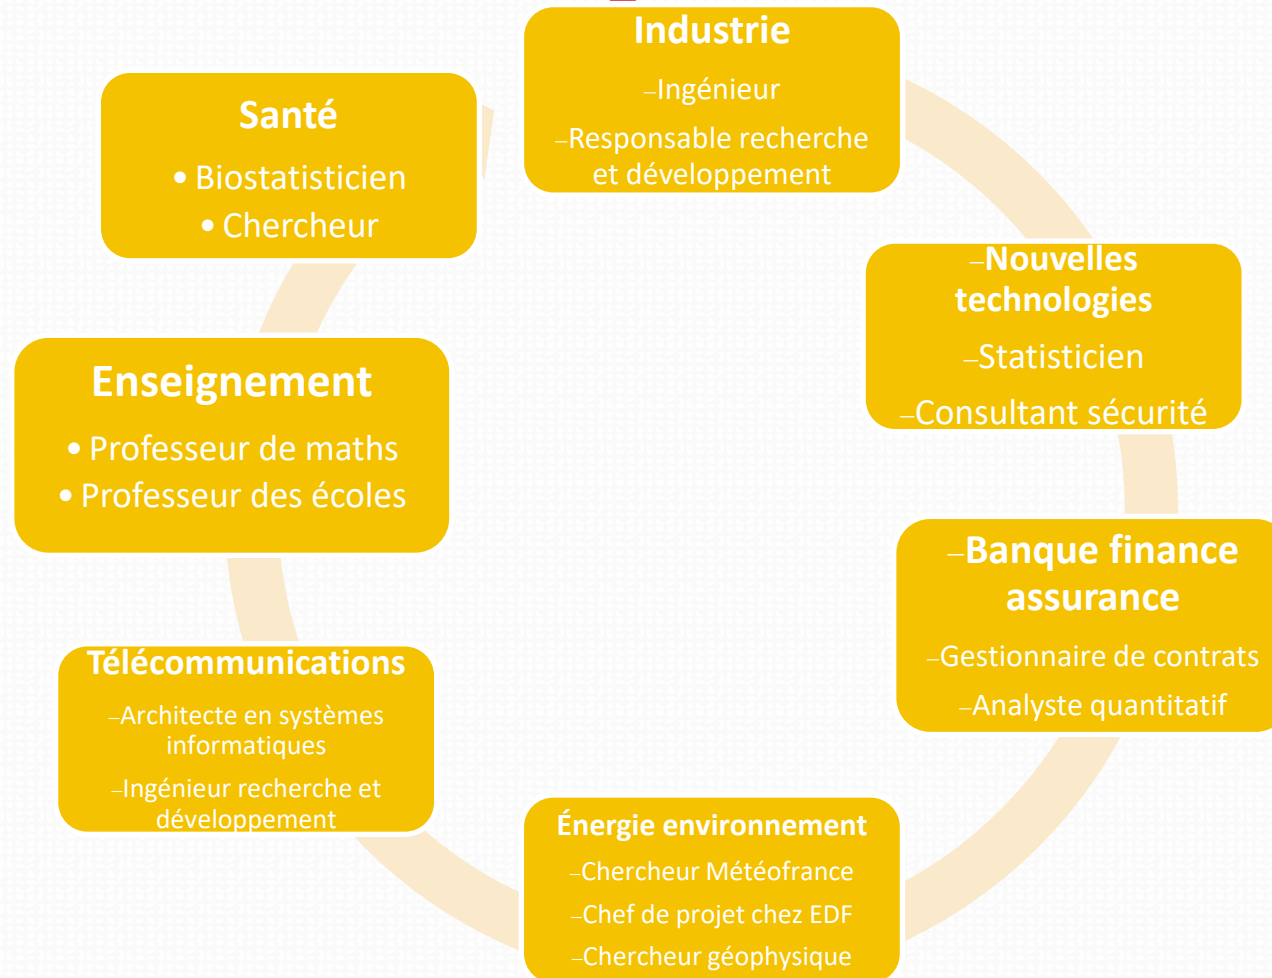 Industrie
–Ingénieur
–Responsable recherche
et développement
–Nouvelles
technologies
–Statisticien
–Consultant sécurité
–Banque finance
assurance
–Gestionnaire de contrats
–Analyste quantitatif
Énergie environnement
–Chercheur Météofrance
–Chef de projet chez EDF
–Chercheur géophysique
Télécommunications
–Architecte en systèmes
informatiques
–Ingénieur recherche et
développement
Enseignement
• Professeur de maths
• Professeur des écoles
Santé
• Biostatisticien
• Chercheur